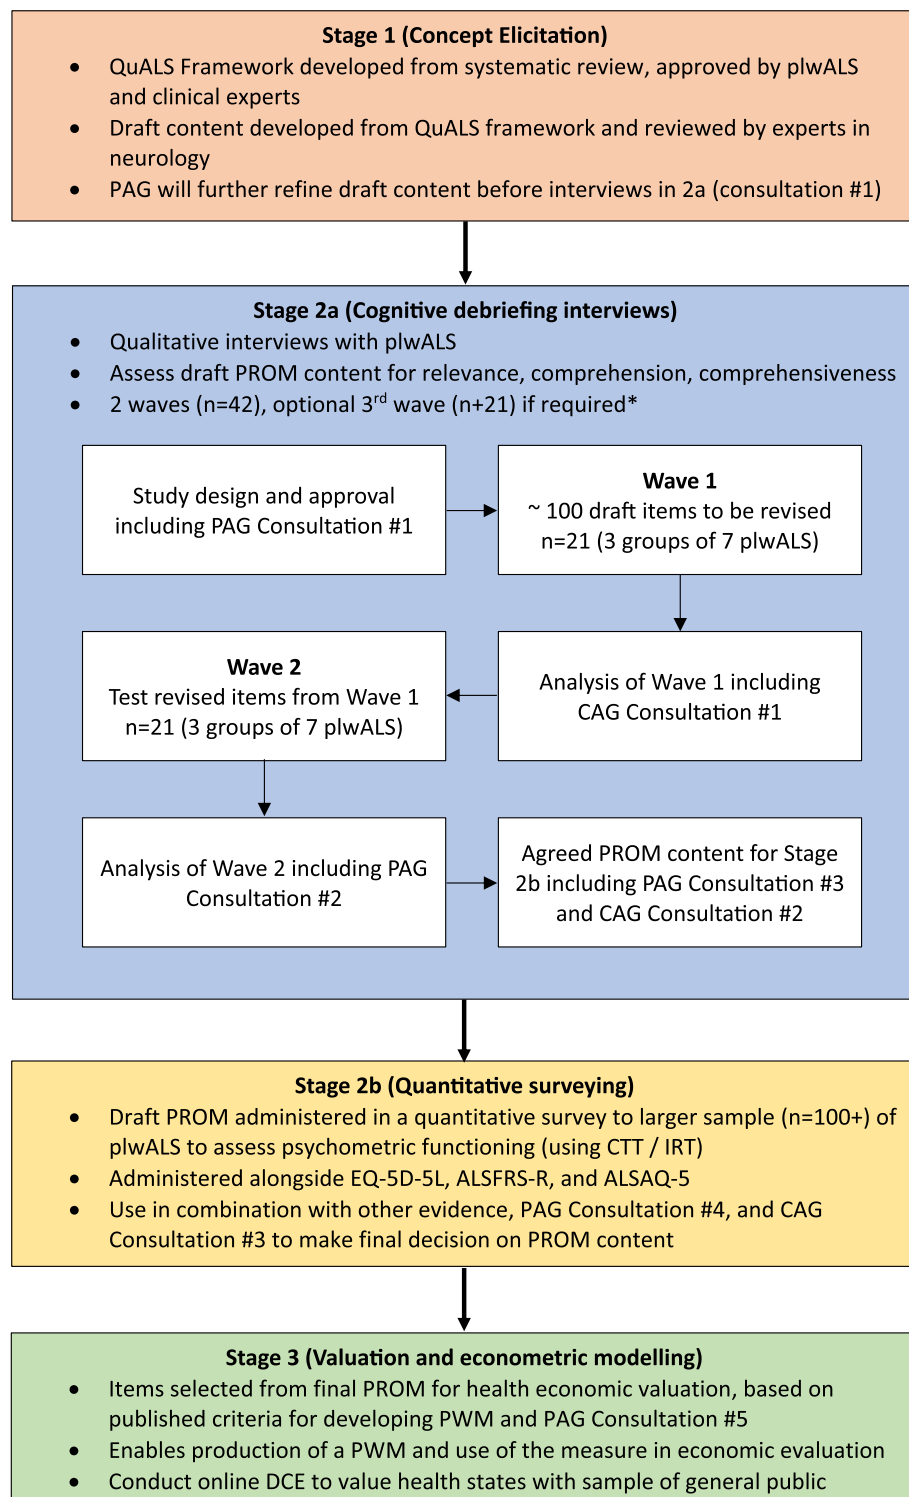 Stage 1 (Concept Elicitation)
• QuALS Framework developed from systematic review, approved by plwALS
and clinical experts
• Draft content developed from QuALS framework and reviewed by experts in
neurology
• PAG will further refine draft content before interviews in 2a (consultation #1)
Stage 2a (Cognitive debriefing interviews)
• Qualitative interviews with plwALS
• Assess draft PROM content for relevance, comprehension, comprehensiveness
• 2 waves (n=42), optional 3rd wave (n+21) if required*
Study design and approval
including PAG Consultation #1
Wave 1
~ 100 draft items to be revised
n=21 (3 groups of 7 plwALS)
Analysis of Wave 1 including
CAG Consultation #1
Wave 2
Test revised items from Wave 1
n=21 (3 groups of 7 plwALS)
Analysis of Wave 2 including PAG
Consultation #2
Agreed PROM content for Stage
2b including PAG Consultation #3
and CAG Consultation #2
Stage 2b (Quantitative surveying)
• Draft PROM administered in a quantitative survey to larger sample (n=100+) of
plwALS to assess psychometric functioning (using CTT / IRT)
• Administered alongside EQ-5D-5L, ALSFRS-R, and ALSAQ-5
• Use in combination with other evidence, PAG Consultation #4, and CAG
Consultation #3 to make final decision on PROM content
Stage 3 (Valuation and econometric modelling)
• Items selected from final PROM for health economic valuation, based on
published criteria for developing PWM and PAG Consultation #5
• Enables production of a PWM and use of the measure in economic evaluation
• Conduct online DCE to value health states with sample of general public